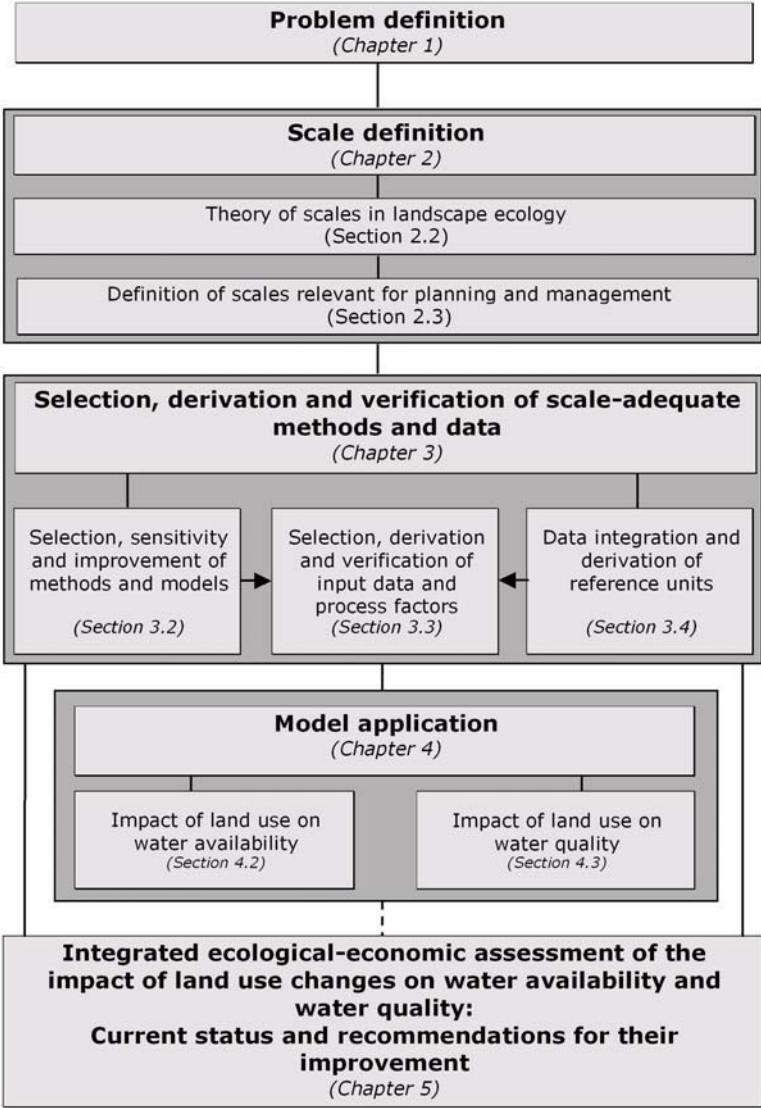 Problem definition
(Chapter 1)
Scale definition
(Chapter 2)
Theory of scales in landscape ecology
(Section 2.2)
Definition of scales relevant for planning and management
(Section 2.3)
Selection, derivation and verification of scale-adequate
methods and data
(Chapter 3)
Selection, sensitivity
and improvement of
methods and models
(Section 3.2)
Selection, derivation
and verification of
input data and
process factors
(Section 3.3)
Data integration and
derivation of
reference units
(Section 3.4)
Model application
(Chapter 4)
Impact of land use on
water availability
(Section 4.2)
Impact of land use on
water quality
(Section 4.3)
Integrated ecological-economic assessment of the
impact of land use changes on water availability and
water quality:
Current status and recommendations for their
improvement
(Chapter 5)